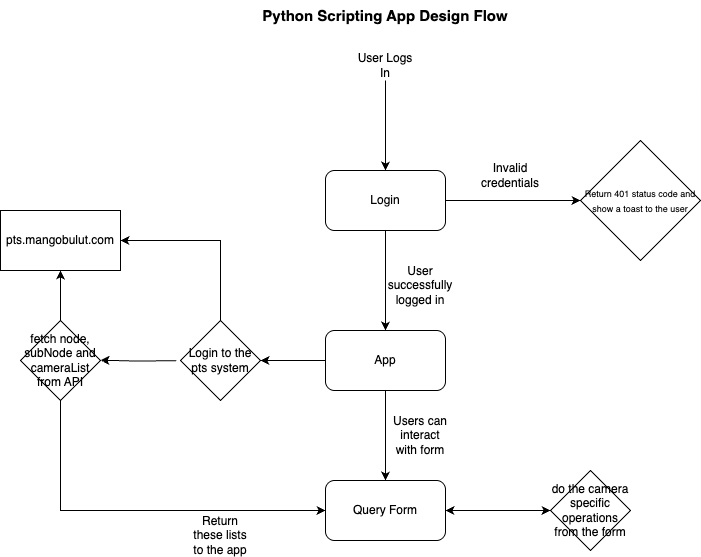 Python Scripting App Design Flow
User Logs
In
Invalid
credentials
Return 401 status code and
show a toast to the user
Login
pts.mangobulut.com
User
successfully
logged in
fetch node,
subNode and
cameraList
from API
Login to the
pts system
App
Users can
interact
with form
do the camera
specific
operations
from the form
Query Form
Return
these lists
to the app